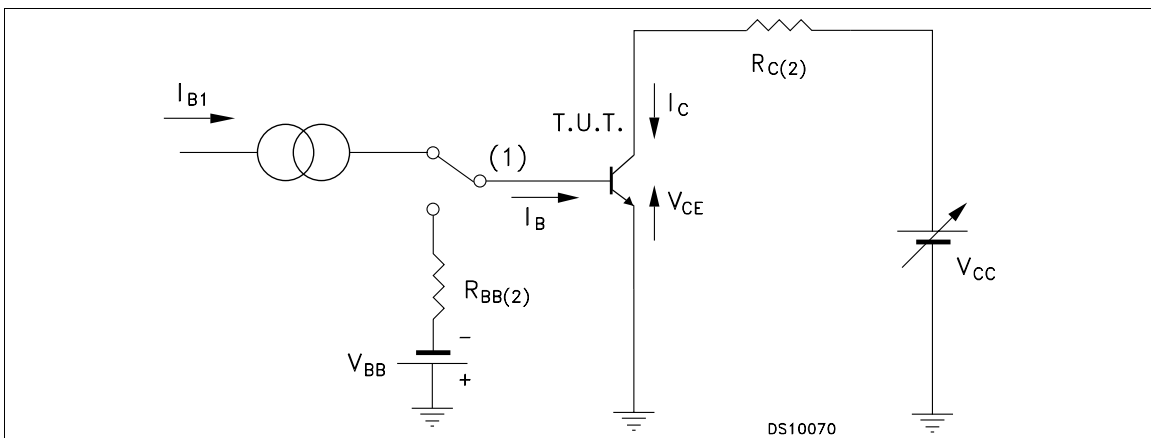 I_B1
R_C(2)
I_C
T.U.T.
(1)
I_B
V_CE
V_CC
R_BB(2)
-
V_BB
+
DS10070